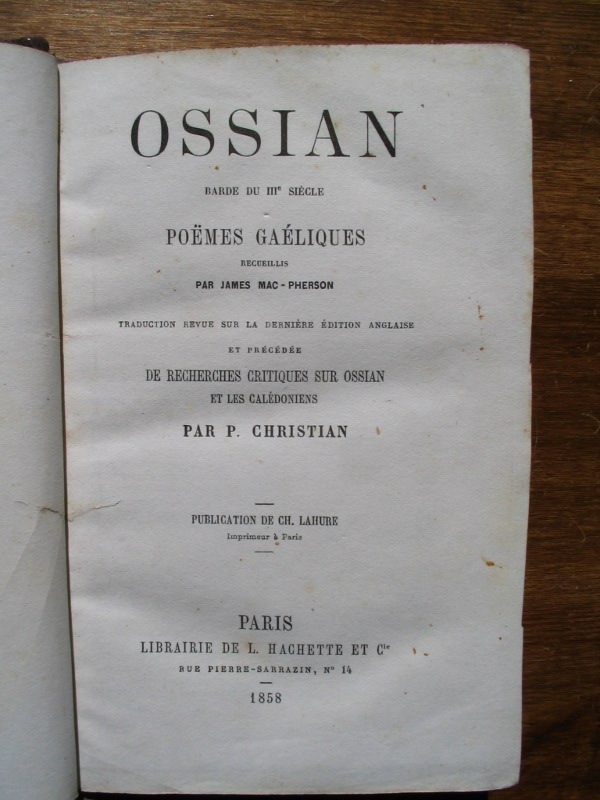 OSSIAN
BARDE DU IIIᵉ SIÈCLE
POËMES GAÉLIQUES
RECUEILLIS
PAR JAMES MAC-PHERSON
TRADUCTION REVUE SUR LA DERNIÈRE ÉDITION ANGLAISE
ET PRÉCÉDÉE
DE RECHERCHES CRITIQUES SUR OSSIAN
ET LES CALÉDONIENS
PAR P. CHRISTIAN
PUBLICATION DE CH. LAHURE
Imprimeur à Paris
PARIS
LIBRAIRIE DE L. HACHETTE ET Cⁱᵉ
RUE PIERRE-SARRAZIN, Nº 14
1858